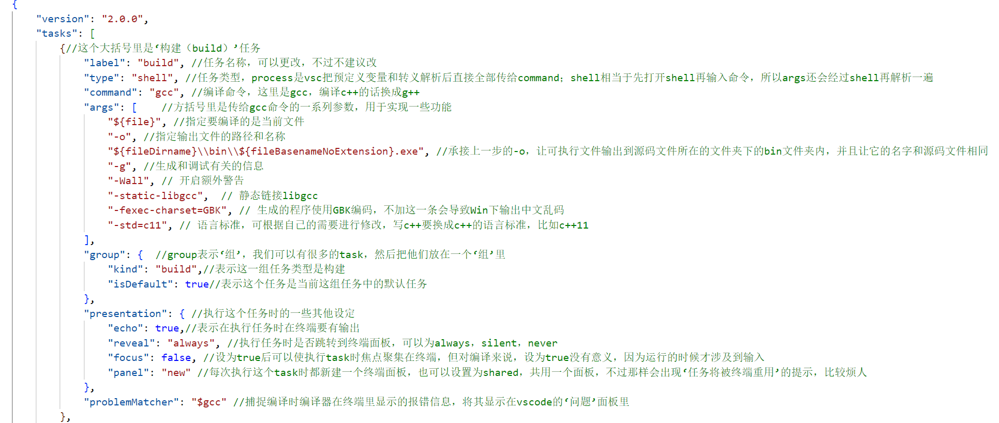 {
"version": "2.0.0",
"tasks": [
{//这个大括号里是‘构建（build）’任务
"label": "build", //任务名称，可以更改，不过不建议改
"type": "shell", //任务类型，process是vsc把预定义变量和转义解析后直接全部传给command；shell相当于先打开shell再输入命令，所以args还会经过shell再解析一遍
"command": "gcc", //编译命令，这里是gcc，编译c++的话换成g++
"args": [    //方括号里是传给gcc命令的一系列参数，用于实现一些功能
"${file}", //指定要编译的是当前文件
"-o", //指定输出文件的路径和名称
"${fileDirname}\\bin\\${fileBasenameNoExtension}.exe", //承接上一步的-o，让可执行文件输出到源码文件所在的文件夹下的bin文件夹内，并且让它的名字和源码文件相同
"-g", //生成和调试有关的信息
"-Wall", // 开启额外警告
"-static-libgcc",  // 静态链接libgcc
"-fexec-charset=GBK", // 生成的程序使用GBK编码，不加这一条会导致Win下输出中文乱码
"-std=c11", // 语言标准，可根据自己的需要进行修改，写c++要换成c++的语言标准，比如c++11
],
"group": {  //group表示‘组’，我们可以有很多的task，然后把他们放在一个‘组’里
"kind": "build",//表示这一组任务类型是构建
"isDefault": true//表示这个任务是当前这组任务中的默认任务
},
"presentation": { //执行这个任务时的一些其他设定
"echo": true,//表示在执行任务时在终端要有输出
"reveal": "always", //执行任务时是否跳转到终端面板，可以为always，silent，never
"focus": false, //设为true后可以使执行task时焦点聚集在终端，但对编译来说，设为true没有意义，因为运行的时候才涉及到输入
"panel": "new" //每次执行这个task时都新建一个终端面板，也可以设置为shared，共用一个面板，不过那样会出现‘任务将被终端重用’的提示，比较烦人
},
"problemMatcher": "$gcc" //捕捉编译时编译器在终端里显示的报错信息，将其显示在vscode的‘问题’面板里
},